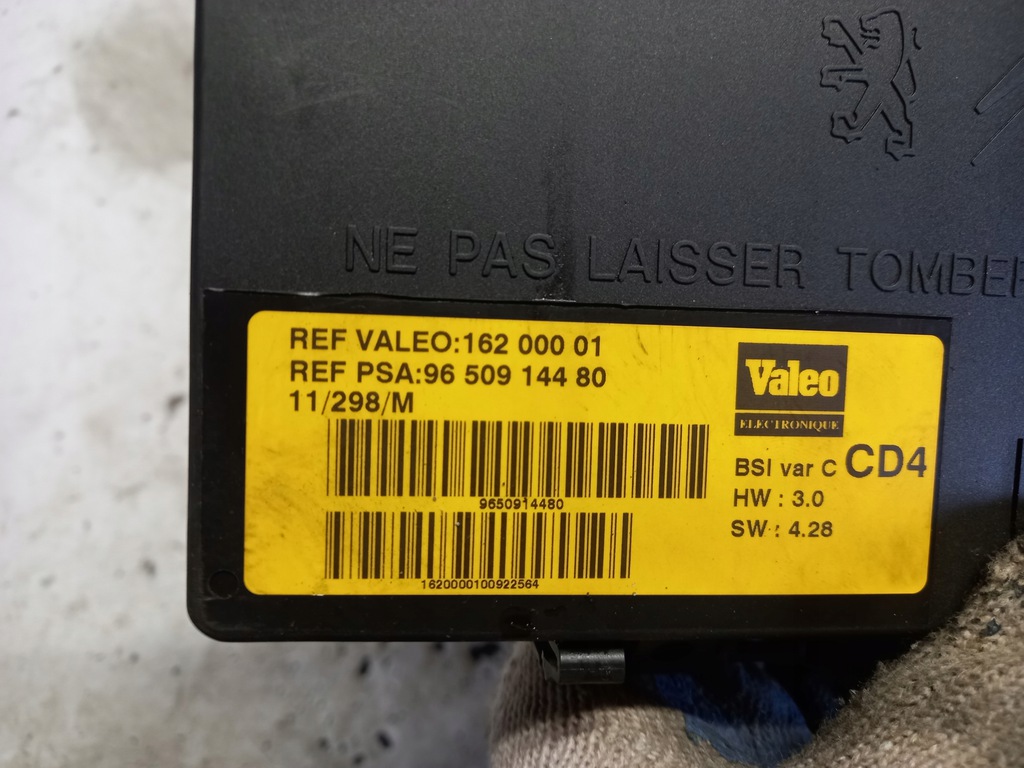 NE PAS LAISSER TOMBER
REF VALEO:162 000 01
REF PSA:96 509 144 80
11/298/M
9650914480
1620000100922564
Valeo
ELECTRONIQUE
BSI var C CD4
HW : 3.0
SW : 4.28